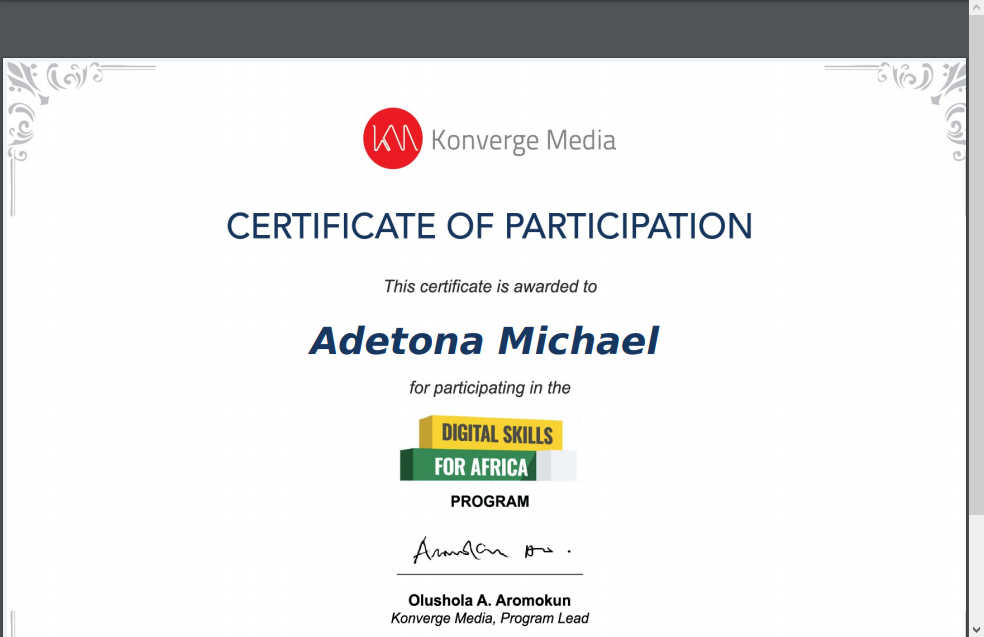 KM Konverge Media
CERTIFICATE OF PARTICIPATION
This certificate is awarded to
Adetona Michael
for participating in the
DIGITAL SKILLS
FOR AFRICA
PROGRAM
Olushola A. Aromokun
Konverge Media, Program Lead